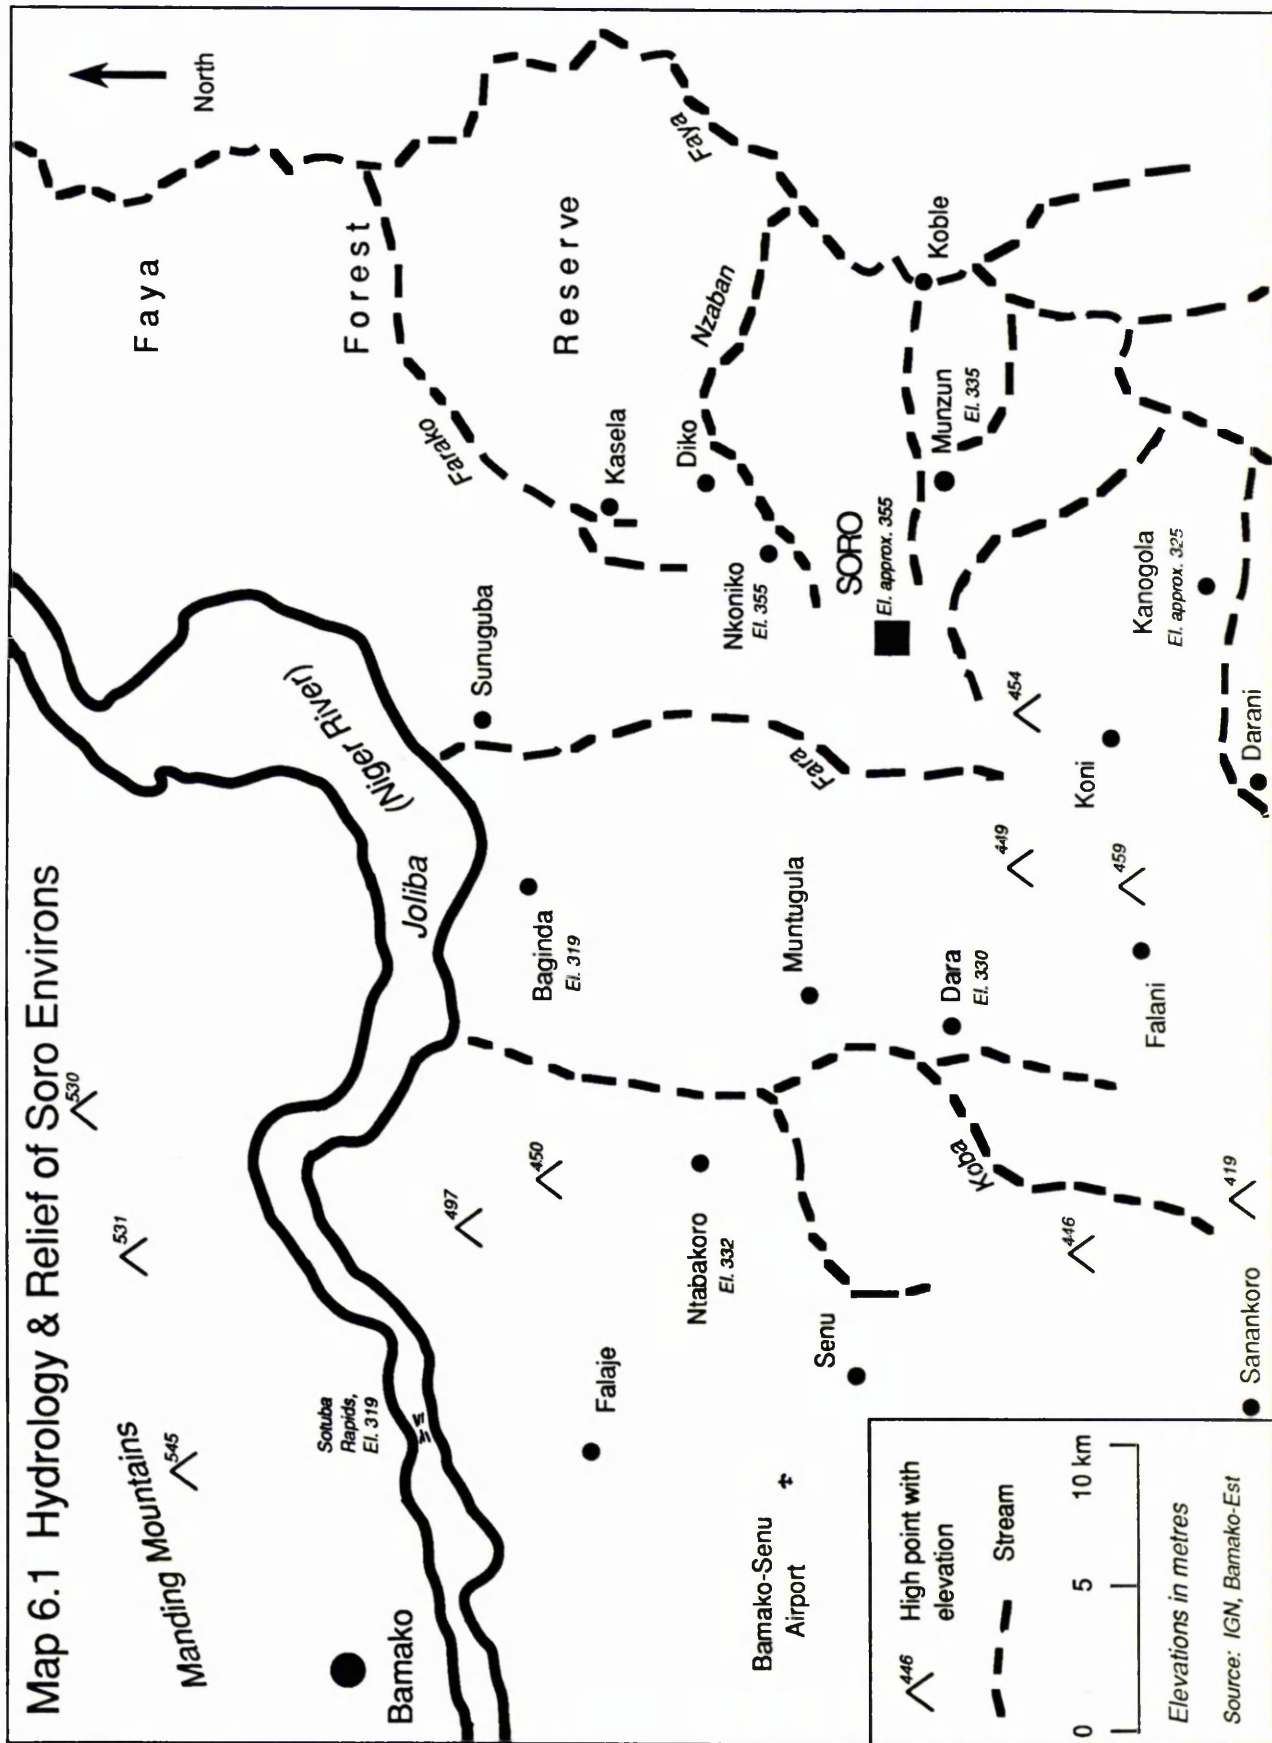 Map 6.1 Hydrology & Relief of Soro Environs
North
Manding Mountains
545
531
530
Faya
Forest
Reserve
Bamako
Sotuba
Rapids,
El. 319
Joliba
(Niger River)
Farako
497
450
Baginda
El. 319
Sunuguba
Kasela
Falaje
Ntabakoro
El. 332
Nkoniko
El. 355
Diko
Nzaban
Faya
Bamako-Senu
Airport
Senu
Muntugula
Fara
SORO
El. approx. 355
Munzun
El. 335
Koble
Koba
Dara
El. 330
449
454
446
459
Koni
Falani
Kanogola
El. approx. 325
419
Sanankoro
Darani
446
High point with
elevation
Stream
0 5 10 km
Elevations in metres
Source: IGN, Bamako-Est